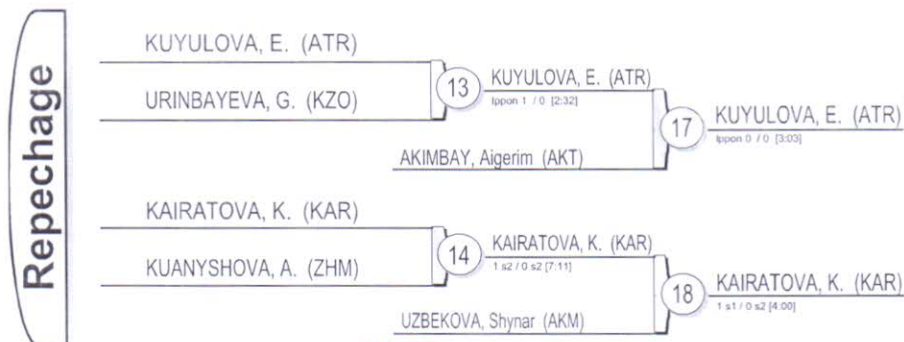 Repechage
KUYULOVA, E. (ATR)
URINBAYEVA, G. (KZO)
13
KUYULOVA, E. (ATR)
Ippon 1 / 0 [2:32]
AKIMBAY, Aigerim (AKT)
17
KUYULOVA, E. (ATR)
Ippon 0 / 0 [3:03]
KAIRATOVA, K. (KAR)
KUANYSHOVA, A. (ZHM)
14
KAIRATOVA, K. (KAR)
1 s2 / 0 s2 [7:11]
UZBEKOVA, Shynar (AKM)
18
KAIRATOVA, K. (KAR)
1 s1 / 0 s2 [4:00]